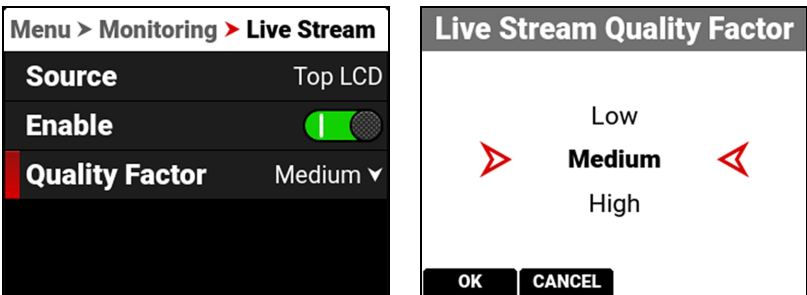 Menu > Monitoring > Live Stream
Source Top LCD
Enable
Quality Factor Medium
Live Stream Quality Factor
Low
Medium
High
OK CANCEL